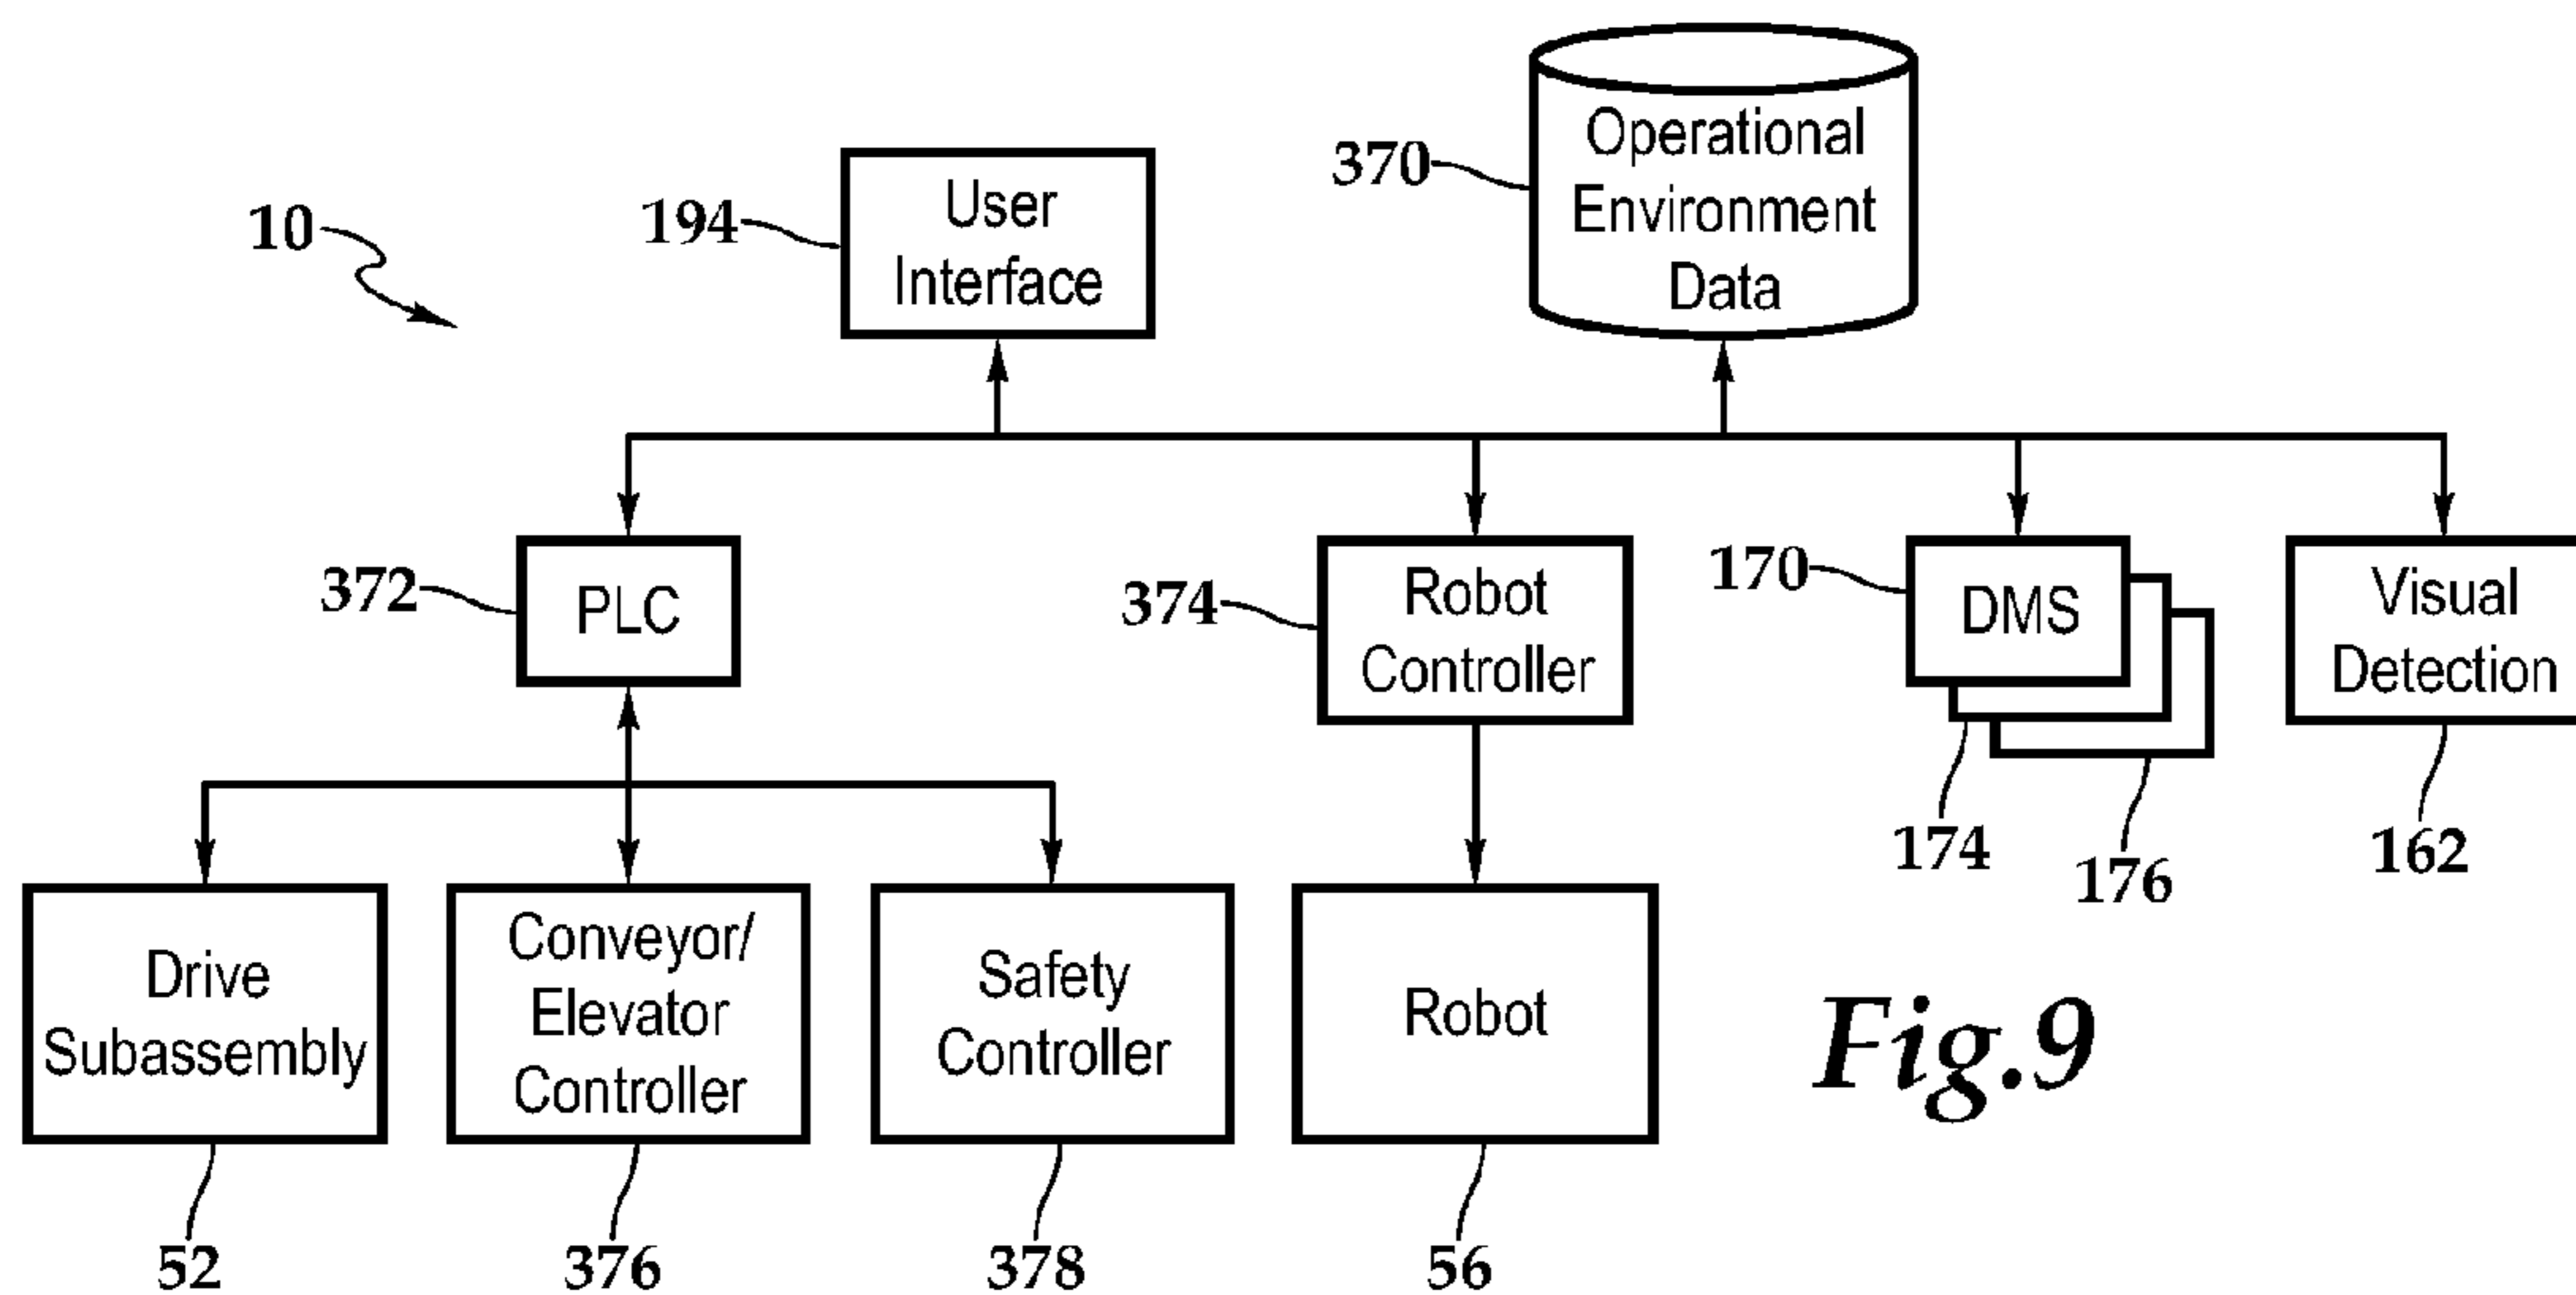 10
194
User
Interface
370
Operational
Environment
Data
372
PLC
374
Robot
Controller
170
DMS
174
176
Visual
Detection
162
Drive
Subassembly
52
Conveyor/
Elevator
Controller
376
Safety
Controller
378
Robot
56
Fig.9